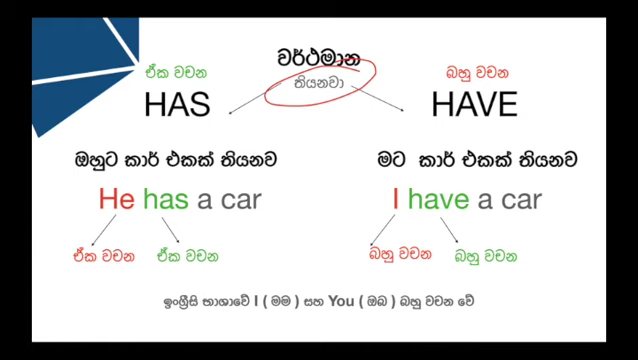 වර්ථමාන
තියනවා
ඒක වචන
බහු වචන
HAS
HAVE
ඔහුට කාර් එකක් තියනව
මට කාර් එකක් තියනව
He has a car
I have a car
ඒක වචන
ඒක වචන
බහු වචන
බහු වචන
ඉංග්‍රීසි භාශාවේ I ( මම ) සහ You ( ඔබ ) බහු වචන වේ